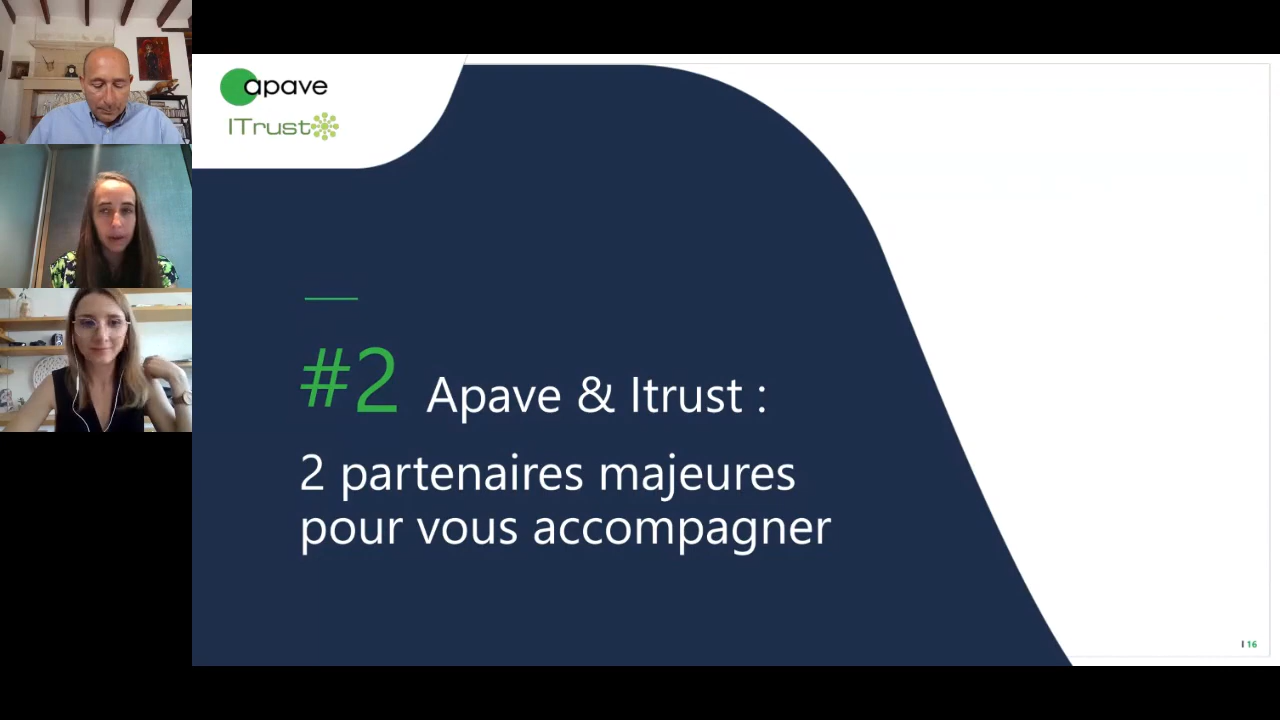 apave
ITrust
#2 Apave & Itrust :
2 partenaires majeures
pour vous accompagner
I 16